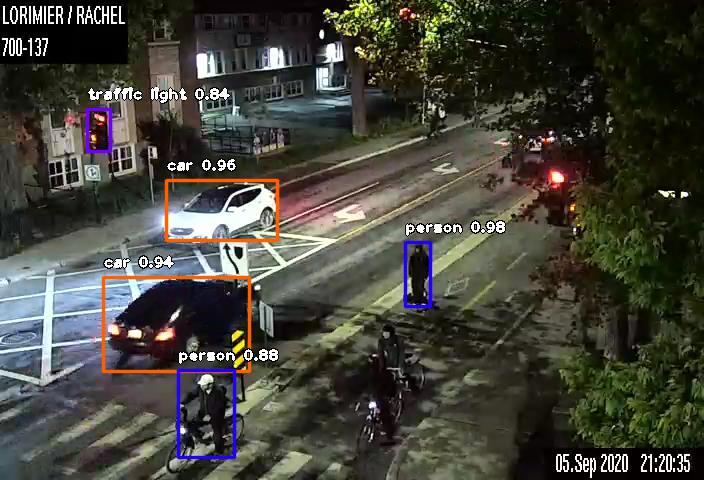 LORIMIER / RACHEL
700-137
traffic light 0.84
car 0.96
person 0.98
car 0.94
person 0.88
05.Sep 2020 21:20:35